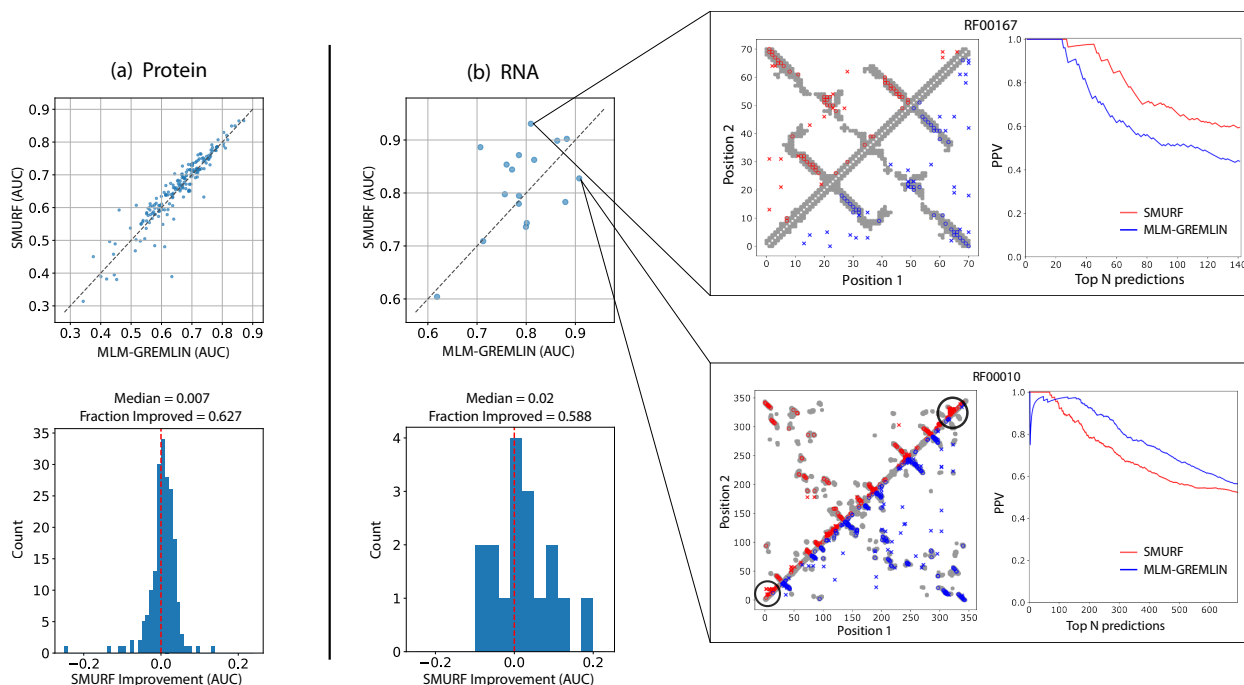 (a) Protein
0.9
0.8
0.7
0.6
0.5
0.4
0.3
SMURF (AUC)
0.3 0.4 0.5 0.6 0.7 0.8 0.9
MLM-GREMLIN (AUC)
Median = 0.007
Fraction Improved = 0.627
35
30
25
20
15
10
5
0
Count
−0.2 0.0 0.2
SMURF Improvement (AUC)
(b) RNA
0.9
0.8
0.7
0.6
SMURF (AUC)
0.6 0.7 0.8 0.9
MLM-GREMLIN (AUC)
Median = 0.02
Fraction Improved = 0.588
4
3
2
1
0
Count
−0.2 0.0 0.2
SMURF Improvement (AUC)
RF00167
70
60
50
40
30
20
10
0
Position 2
0 10 20 30 40 50 60 70
Position 1
1.0
0.8
0.6
0.4
0.2
0.0
PPV
SMURF
MLM-GREMLIN
0 20 40 60 80 100 120 140
Top N predictions
RF00010
350
300
250
200
150
100
50
0
Position 2
0 50 100 150 200 250 300 350
Position 1
1.0
0.8
0.6
0.4
0.2
0.0
PPV
SMURF
MLM-GREMLIN
0 100 200 300 400 500 600
Top N predictions